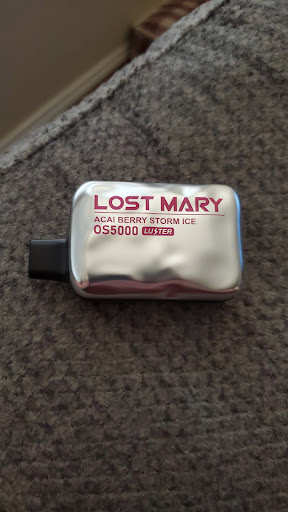 LOST MARY
ACAI BERRY STORM ICE
OS5000 LUSTER